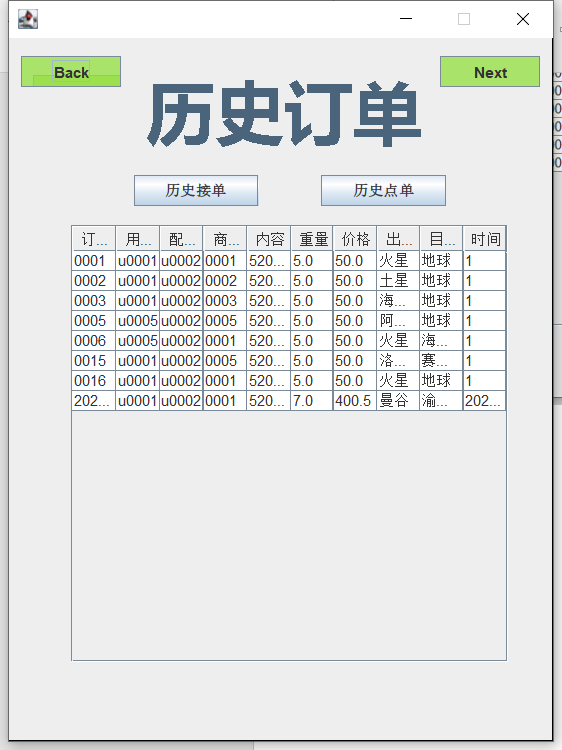 Back
Next
历史订单
历史接单 历史点单
订... 用... 配... 商... 内容 重量 价格 出... 目... 时间
0001 u0001 u0002 0001 520... 5.0 50.0 火星 地球 1
0002 u0001 u0002 0002 520... 5.0 50.0 土星 地球 1
0003 u0001 u0002 0003 520... 5.0 50.0 海... 地球 1
0005 u0005 u0002 0005 520... 5.0 50.0 阿... 地球 1
0006 u0005 u0002 0001 520... 5.0 50.0 火星 海... 1
0015 u0001 u0002 0005 520... 5.0 50.0 洛... 赛... 1
0016 u0001 u0002 0001 520... 5.0 50.0 火星 地球 1
202... u0001 u0002 0001 520... 7.0 400.5 曼谷 渝... 202...